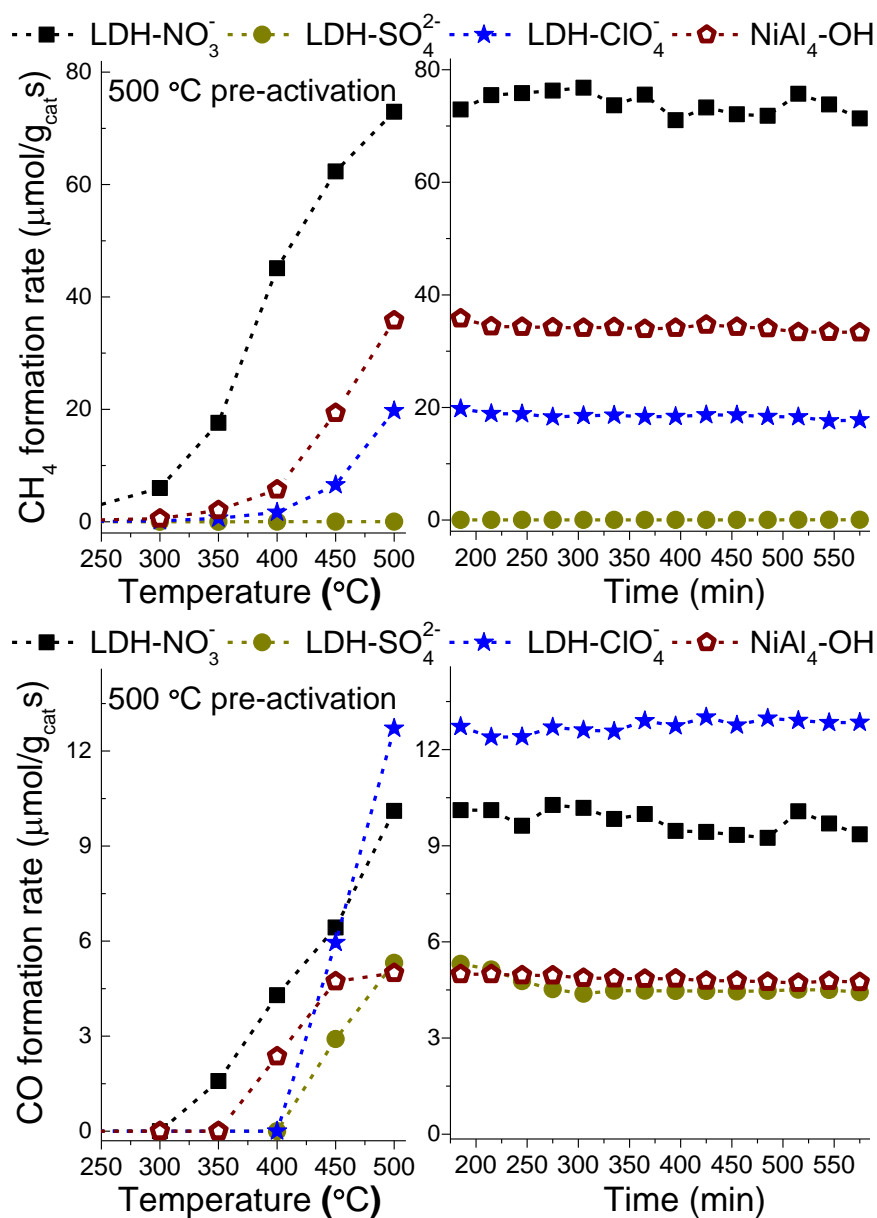 LDH-NO₃⁻ LDH-SO₄²⁻ LDH-ClO₄⁻ NiAl₄-OH
500 °C pre-activation
CH₄ formation rate (μmol/g_cat s)
80
60
40
20
0
250 300 350 400 450 500
Temperature (°C)
80
60
40
20
0
200 250 300 350 400 450 500 550
Time (min)
LDH-NO₃⁻ LDH-SO₄²⁻ LDH-ClO₄⁻ NiAl₄-OH
500 °C pre-activation
CO formation rate (μmol/g_cat s)
12
9
6
3
0
250 300 350 400 450 500
Temperature (°C)
12
9
6
3
0
200 250 300 350 400 450 500 550
Time (min)